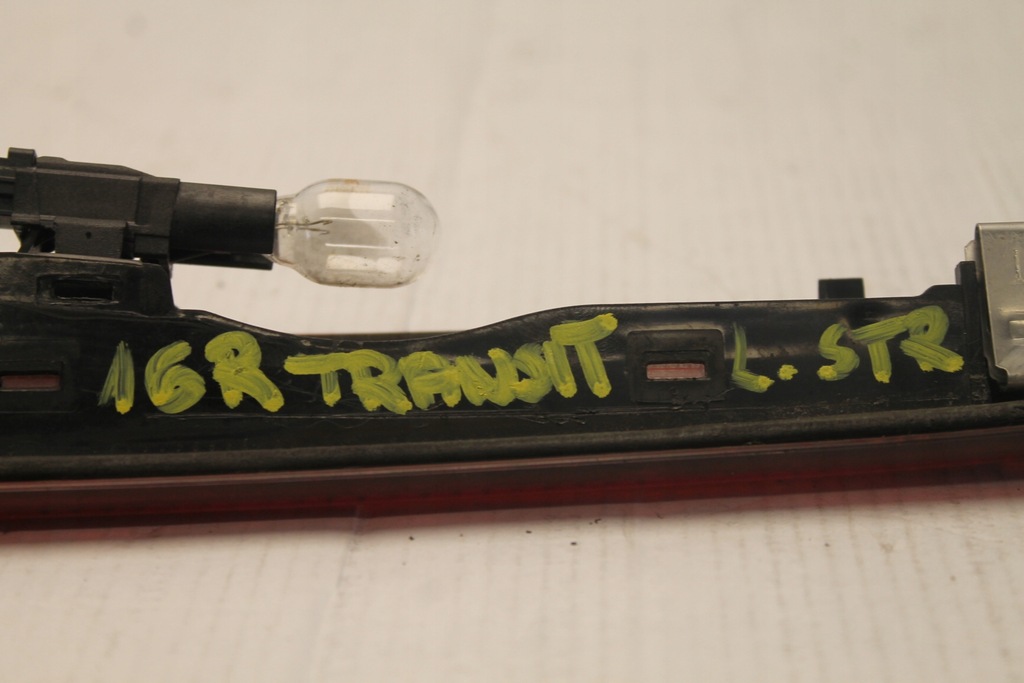 16R TRANSIT L. STR